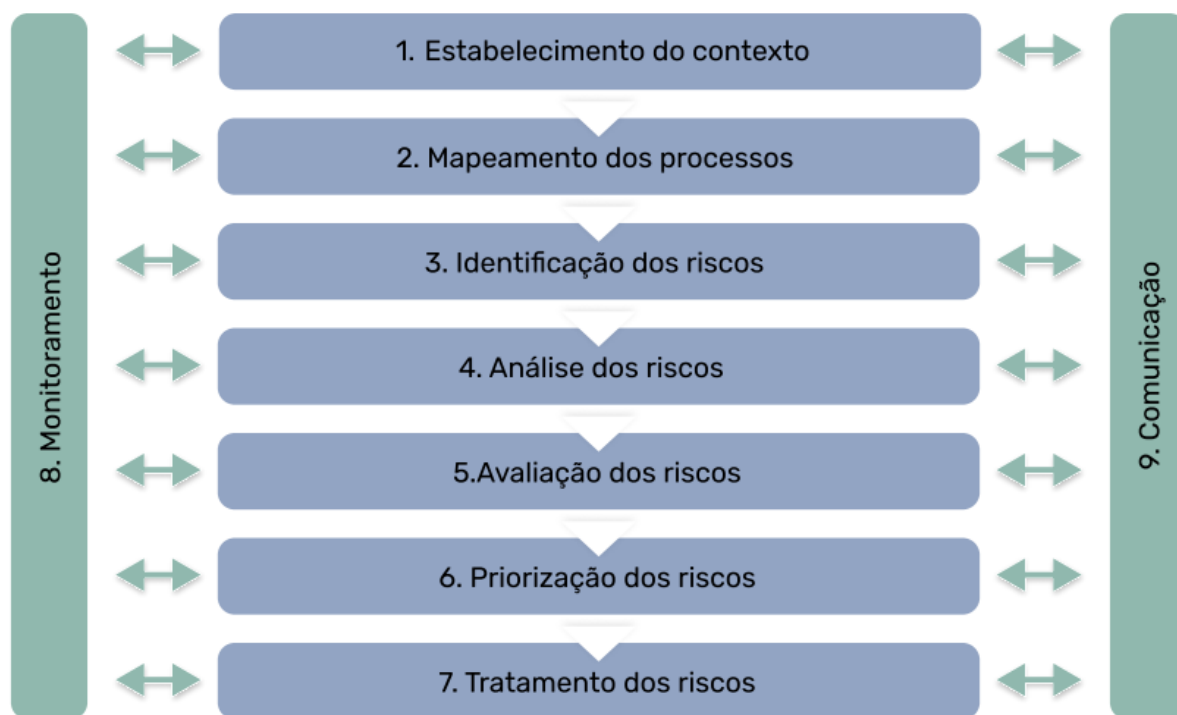 1. Estabelecimento do contexto
2. Mapeamento dos processos
3. Identificação dos riscos
4. Análise dos riscos
5.Avaliação dos riscos
6. Priorização dos riscos
7. Tratamento dos riscos
8. Monitoramento
9. Comunicação